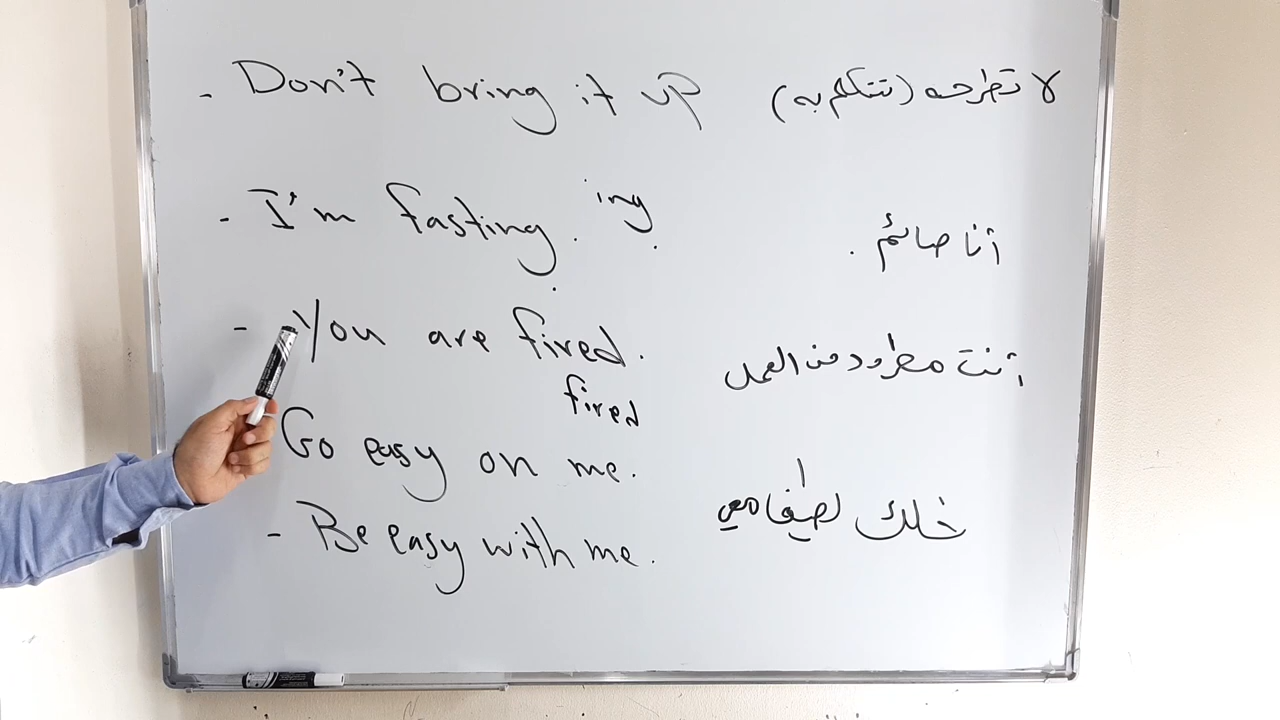 - Don't bring it up لا تطرحه (تتكلم به)
- I'm fasting. ing أنا صائم.
- You are fired. أنت مطرود من العمل
fired
Go easy on me.
خلك لطيفا معي
- Be easy with me.